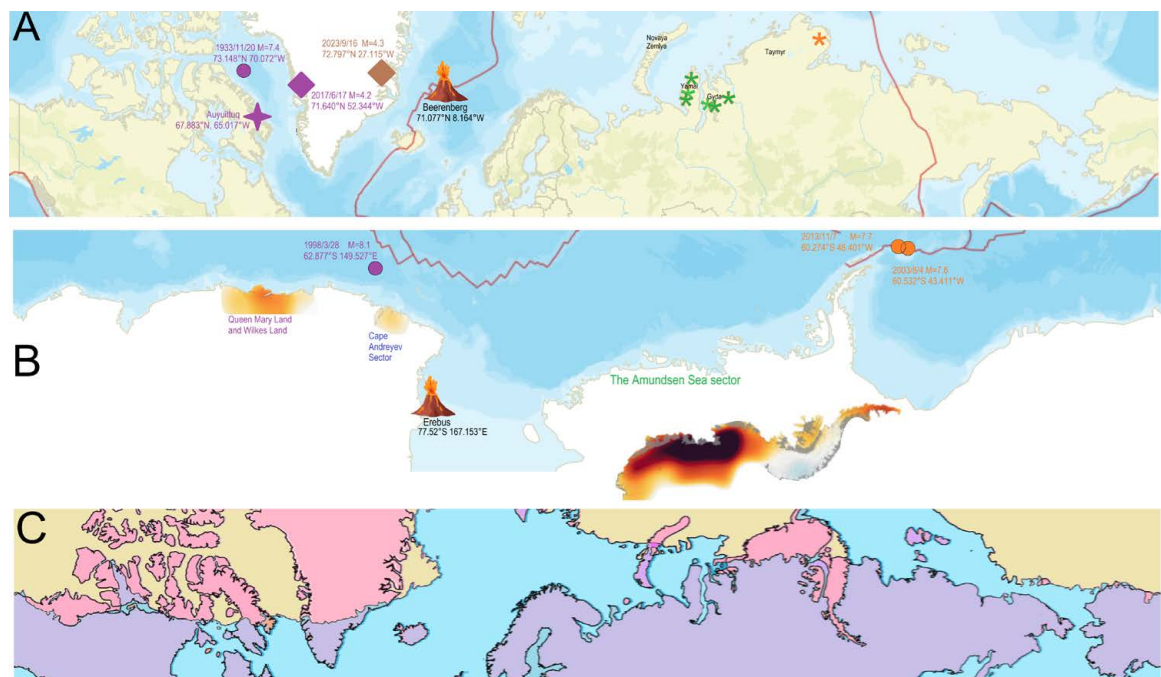 A
1933/11/20 M=7.4
73.148°N 70.072°W
2023/9/16 M=4.3
72.797°N 27.115°W
2017/6/17 M=4.2
71.640°N 52.344°W
Auyuittuq
67.883°N, 65.017°W
Beerenberg
71.077°N 8.164°W
Novaya
Zemlya
Taymyr
Yamal
Gydan
B
1998/3/28 M=8.1
62.877°S 149.527°E
Queen Mary Land
and Wilkes Land
Cape
Andreyev
Sector
Erebus
77.52°S 167.153°E
The Amundsen Sea sector
M=7.7
60.274°S 46.401°W
2003/8/4 M=7.6
60.532°S 43.411°W
C